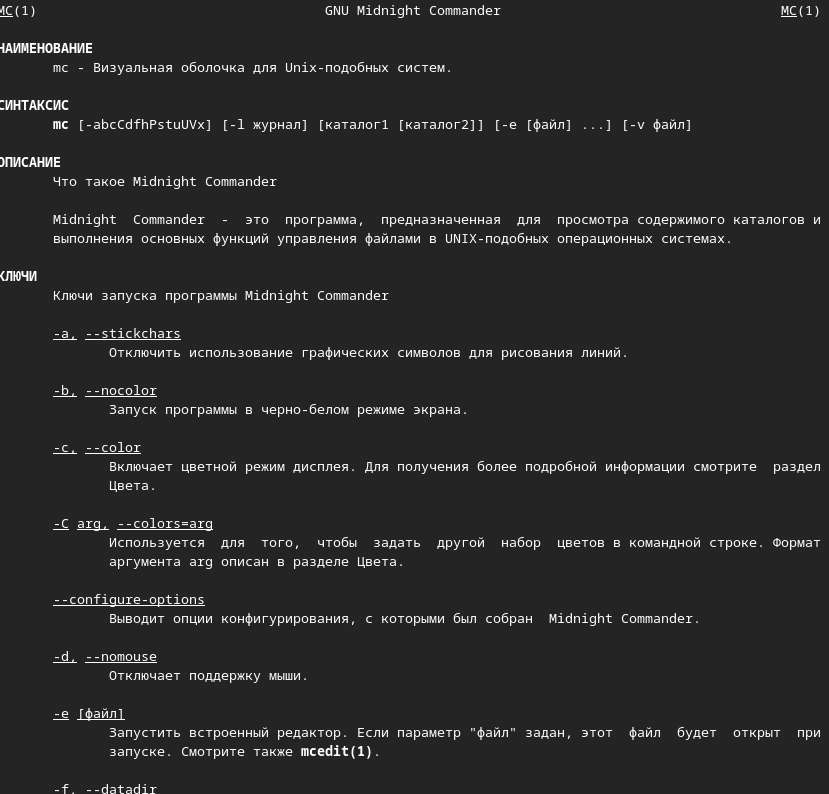 MC(1) GNU Midnight Commander MC(1)
НАИМЕНОВАНИЕ
mc - Визуальная оболочка для Unix-подобных систем.
СИНТАКСИС
mc [-abcCdfhPstuUVx] [-l журнал] [каталог1 [каталог2]] [-e [файл] ...] [-v файл]
ОПИСАНИЕ
Что такое Midnight Commander
Midnight Commander - это программа, предназначенная для просмотра содержимого каталогов и
выполнения основных функций управления файлами в UNIX-подобных операционных системах.
КЛЮЧИ
Ключи запуска программы Midnight Commander
-a, --stickchars
Отключить использование графических символов для рисования линий.
-b, --nocolor
Запуск программы в черно-белом режиме экрана.
-c, --color
Включает цветной режим дисплея. Для получения более подробной информации смотрите раздел
Цвета.
-C arg, --colors=arg
Используется для того, чтобы задать другой набор цветов в командной строке. Формат
аргумента arg описан в разделе Цвета.
--configure-options
Выводит опции конфигурирования, с которыми был собран Midnight Commander.
-d, --nomouse
Отключает поддержку мыши.
-e [файл]
Запустить встроенный редактор. Если параметр "файл" задан, этот файл будет открыт при
запуске. Смотрите также mcedit(1).
-f, --datadir